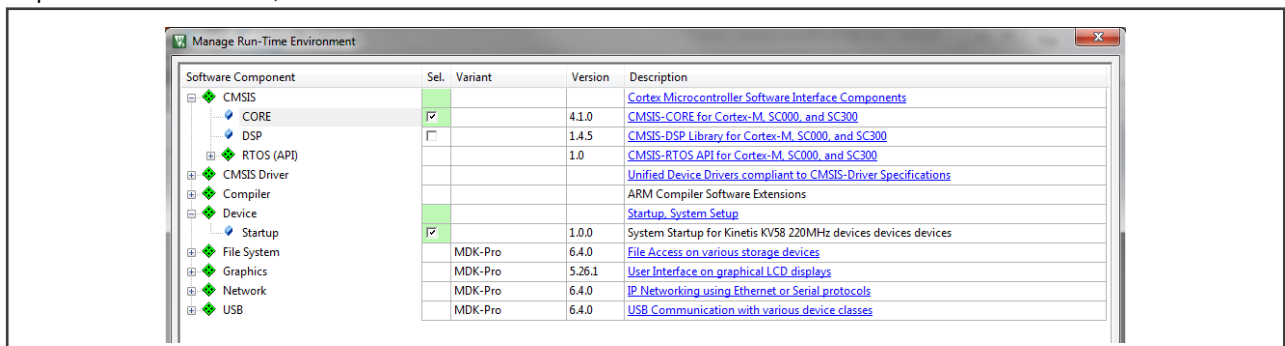 Manage Run-Time Environment
Software Component Sel. Variant Version Description
CMSIS Cortex Microcontroller Software Interface Components
CORE 4.1.0 CMSIS-CORE for Cortex-M, SC000, and SC300
DSP 1.4.5 CMSIS-DSP Library for Cortex-M, SC000, and SC300
RTOS (API) 1.0 CMSIS-RTOS API for Cortex-M, SC000, and SC300
CMSIS Driver Unified Device Drivers compliant to CMSIS-Driver Specifications
Compiler ARM Compiler Software Extensions
Device Startup, System Setup
Startup 1.0.0 System Startup for Kinetis KV58 220MHz devices devices devices
File System MDK-Pro 6.4.0 File Access on various storage devices
Graphics MDK-Pro 5.26.1 User Interface on graphical LCD displays
Network MDK-Pro 6.4.0 IP Networking using Ethernet or Serial protocols
USB MDK-Pro 6.4.0 USB Communication with various device classes